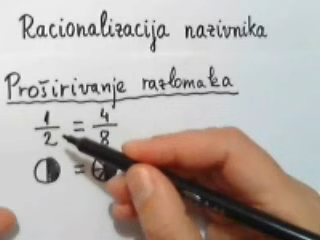 Racionalizacija nazivnika
Proširivanje razlomaka
1/2 = 4/8
=